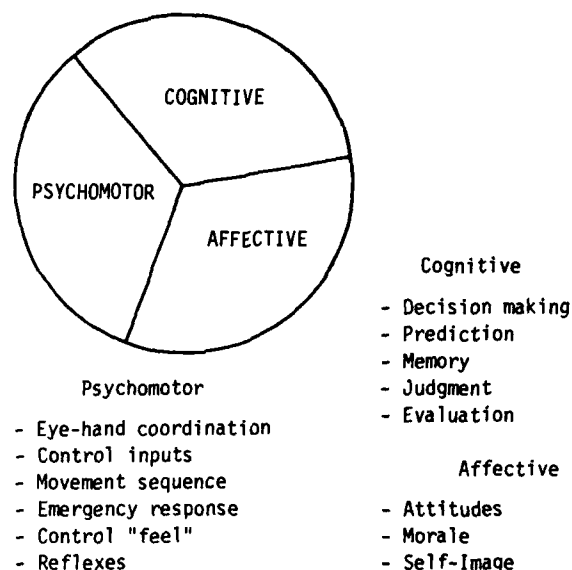 COGNITIVE
PSYCHOMOTOR
AFFECTIVE
Psychomotor
- Eye-hand coordination
- Control inputs
- Movement sequence
- Emergency response
- Control "feel"
- Reflexes
Cognitive
- Decision making
- Prediction
- Memory
- Judgment
- Evaluation
Affective
- Attitudes
- Morale
- Self-Image